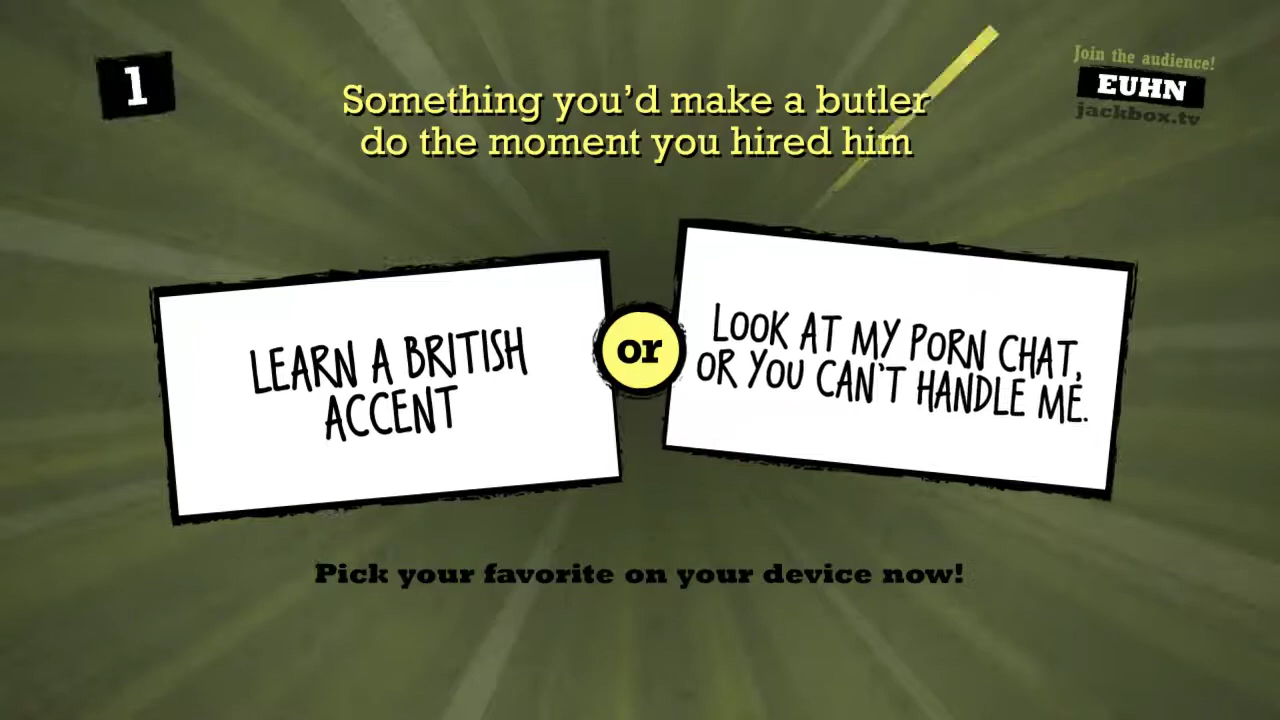 1
Join the audience!
EUHN
jackbox.tv
Something you'd make a butler
do the moment you hired him
LEARN A BRITISH
ACCENT
or
LOOK AT MY PORN CHAT,
OR YOU CAN'T HANDLE ME.
Pick your favorite on your device now!